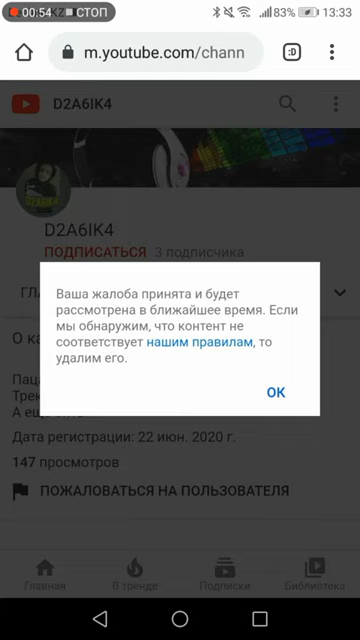 00:54 СТОП
83% 13:33
m.youtube.com/chann
:D
D2A6IK4
D2A6IK4
ПОДПИСАТЬСЯ 3 подписчика
Ваша жалоба принята и будет
рассмотрена в ближайшее время. Если
мы обнаружим, что контент не
соответствует нашим правилам, то
удалим его.
ОК
Дата регистрации: 22 июн. 2020 г.
147 просмотров
ПОЖАЛОВАТЬСЯ НА ПОЛЬЗОВАТЕЛЯ
Главная В тренде Подписки Библиотека